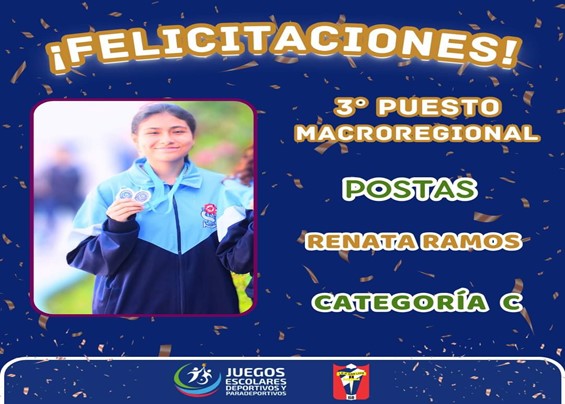 ¡FELICITACIONES!
3° PUESTO
MACROREGIONAL
POSTAS
RENATA RAMOS
CATEGORÍA C
JUEGOS
ESCOLARES
DEPORTIVOS Y
PARADEPORTIVOS